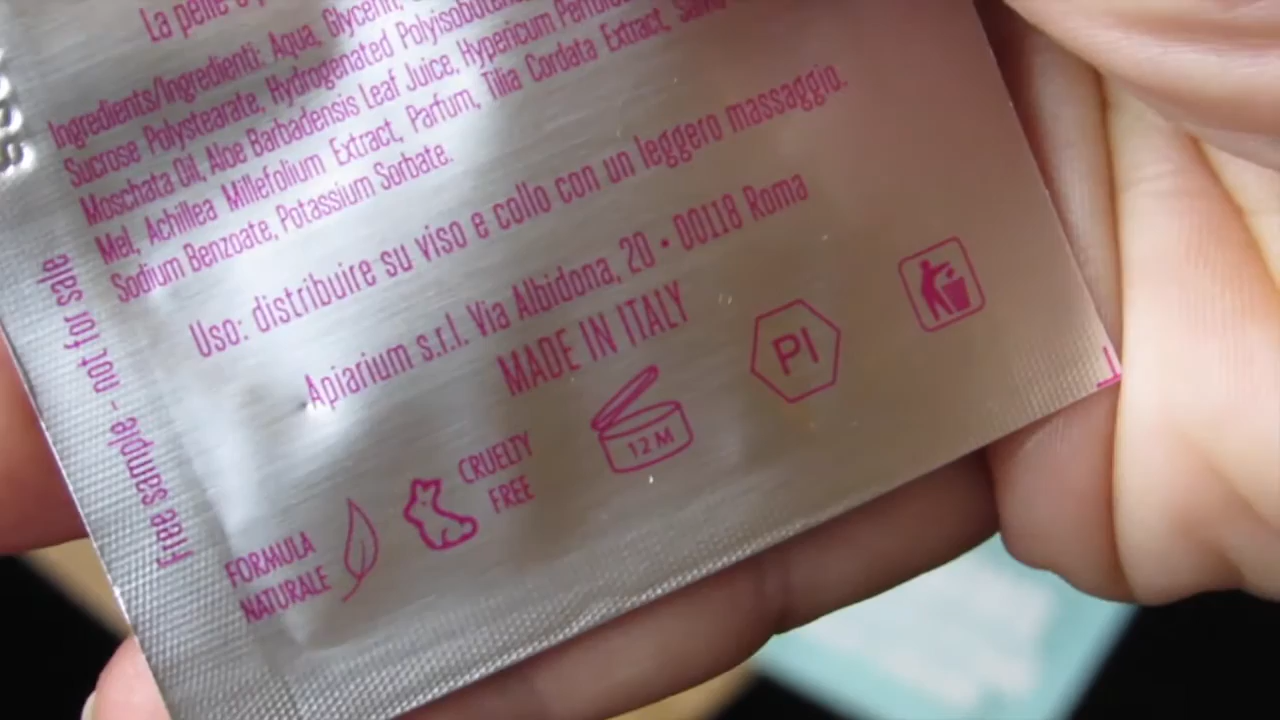 La pelle
Ingredients/Ingredienti: Aqua, Glycerin,
Sucrose Polystearate, Hydrogenated
Moschata Oil, Aloe Barbadensis Leaf Juice, Hypericum
Mel, Achillea Millefolium Extract, Parfum, Tilia Cordata Extract,
Sodium Benzoate, Potassium Sorbate.
Uso: distribuire su viso e collo con un leggero massaggio.
Apiarium s.r.l. Via Albidona, 20 • 00118 Roma
MADE IN ITALY
Free sample - not for sale
FORMULA
NATURALE
CRUELTY
FREE
12 M
PI